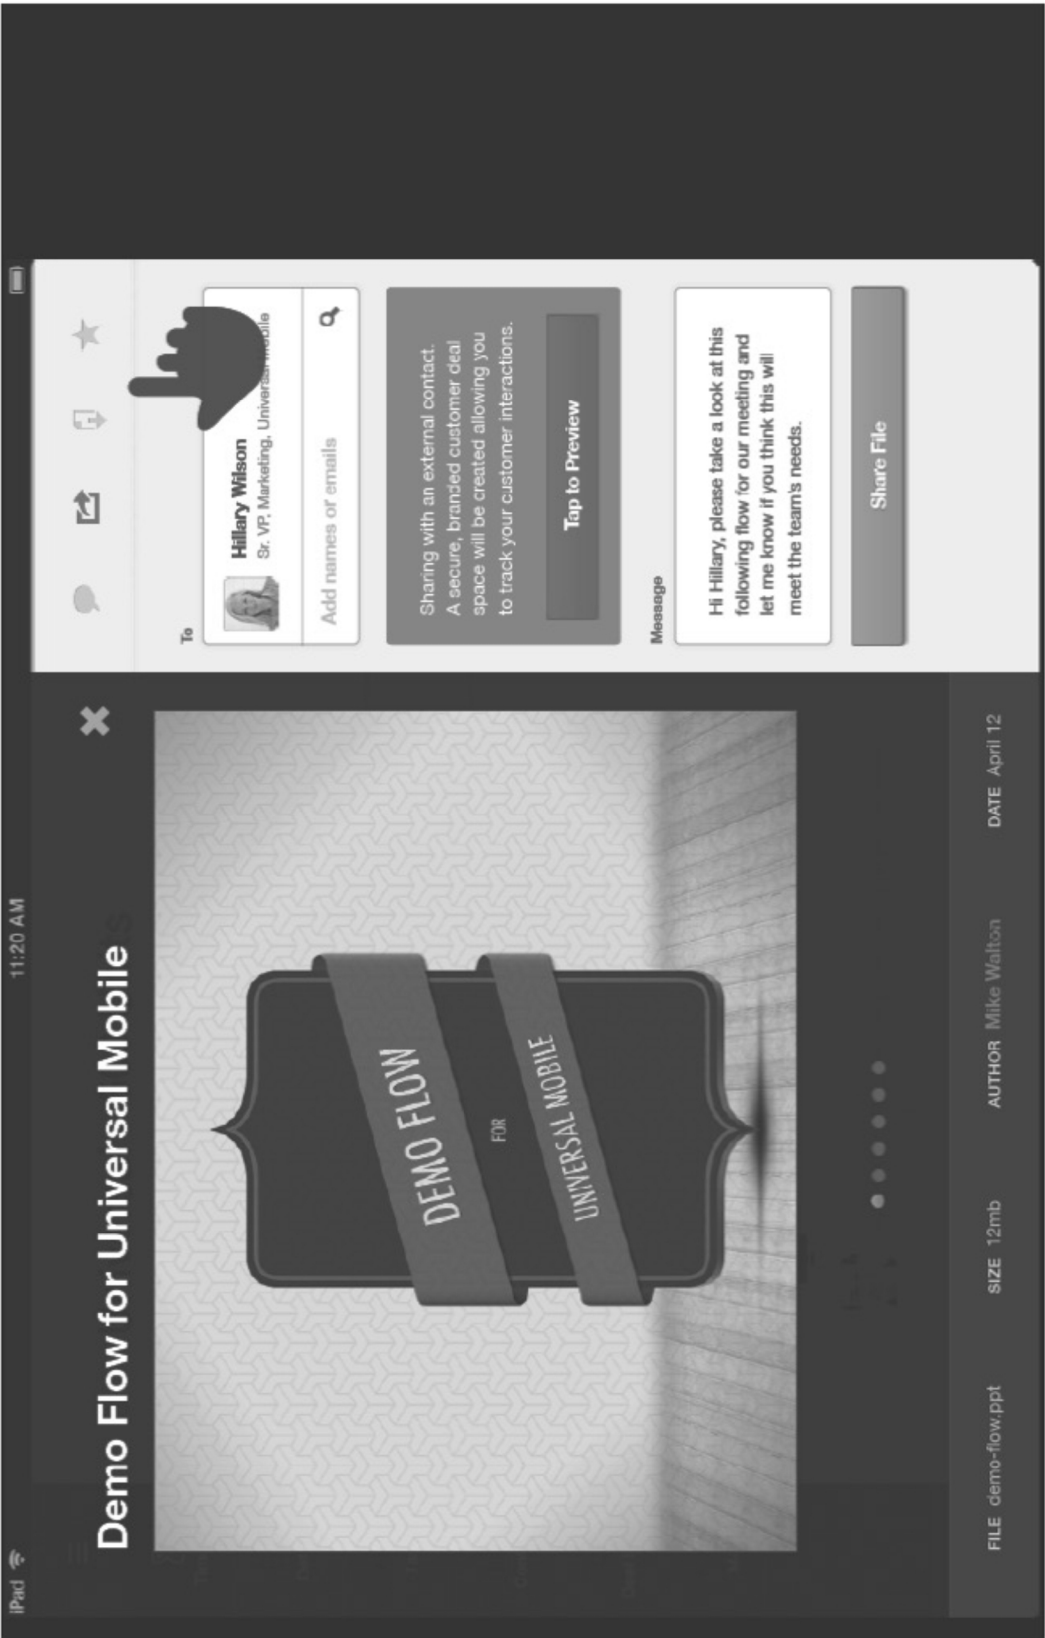 iPad
11:20 AM
Demo Flow for Universal Mobile
DEMO FLOW
FOR
UNIVERSAL MOBILE
FILE demo-flow.ppt
SIZE 12mb
AUTHOR Mike Walton
DATE April 12
To
Hillary Wilson
Sr. VP, Marketing, Universal Mobile
Add names or emails
Sharing with an external contact.
A secure, branded customer deal
space will be created allowing you
to track your customer interactions.
Tap to Preview
Message
Hi Hillary, please take a look at this
following flow for our meeting and
let me know if you think this will
meet the team's needs.
Share File